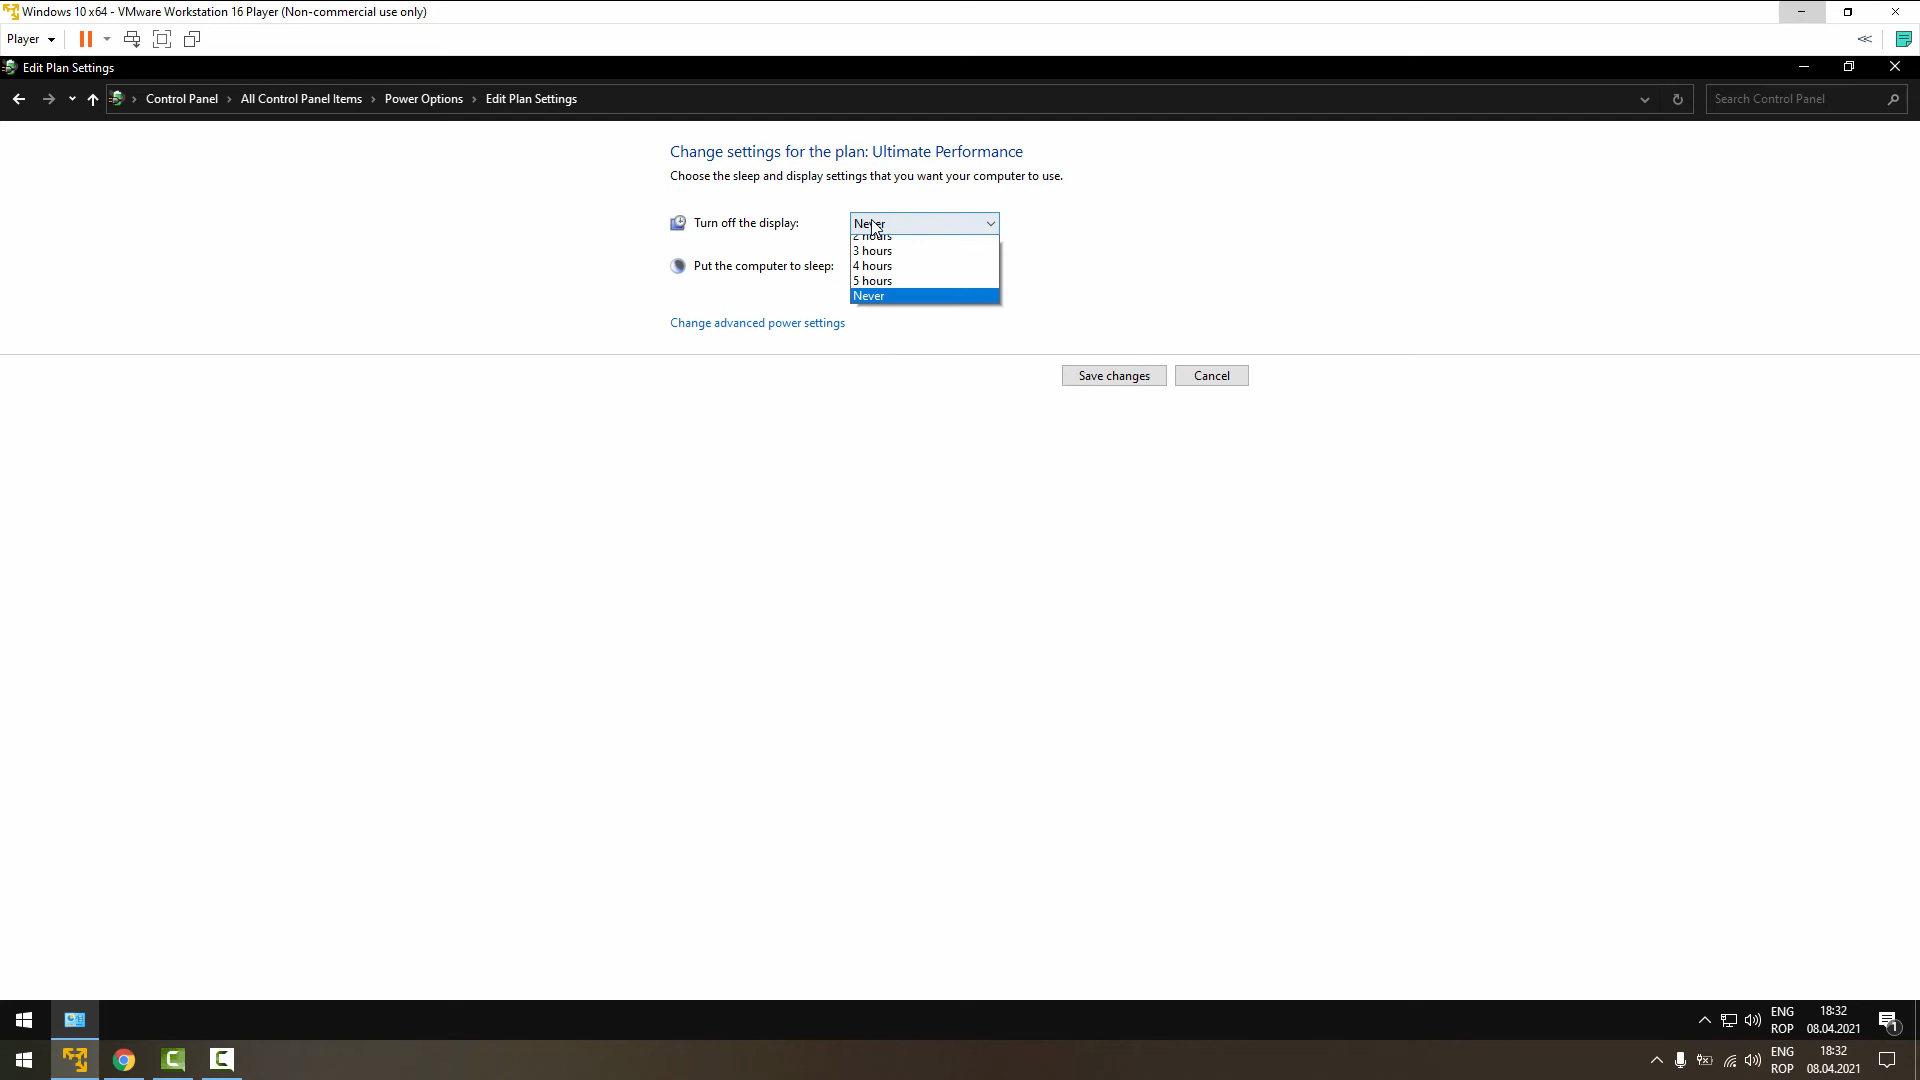 Windows 10 x64 - VMware Workstation 16 Player (Non-commercial use only)
Player
Edit Plan Settings
Control Panel > All Control Panel Items > Power Options > Edit Plan Settings
Search Control Panel
Change settings for the plan: Ultimate Performance
Choose the sleep and display settings that you want your computer to use.
Turn off the display: Never
2 hours
3 hours
Put the computer to sleep: 4 hours
5 hours
Never
Change advanced power settings
Save changes Cancel
ENG 18:32
ROP 08.04.2021 1
ENG 18:32
ROP 08.04.2021